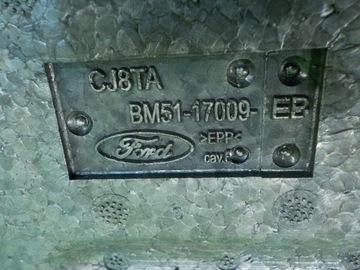 CJ8TA
BM51-17009-EB
Ford
>EPP<
cav.